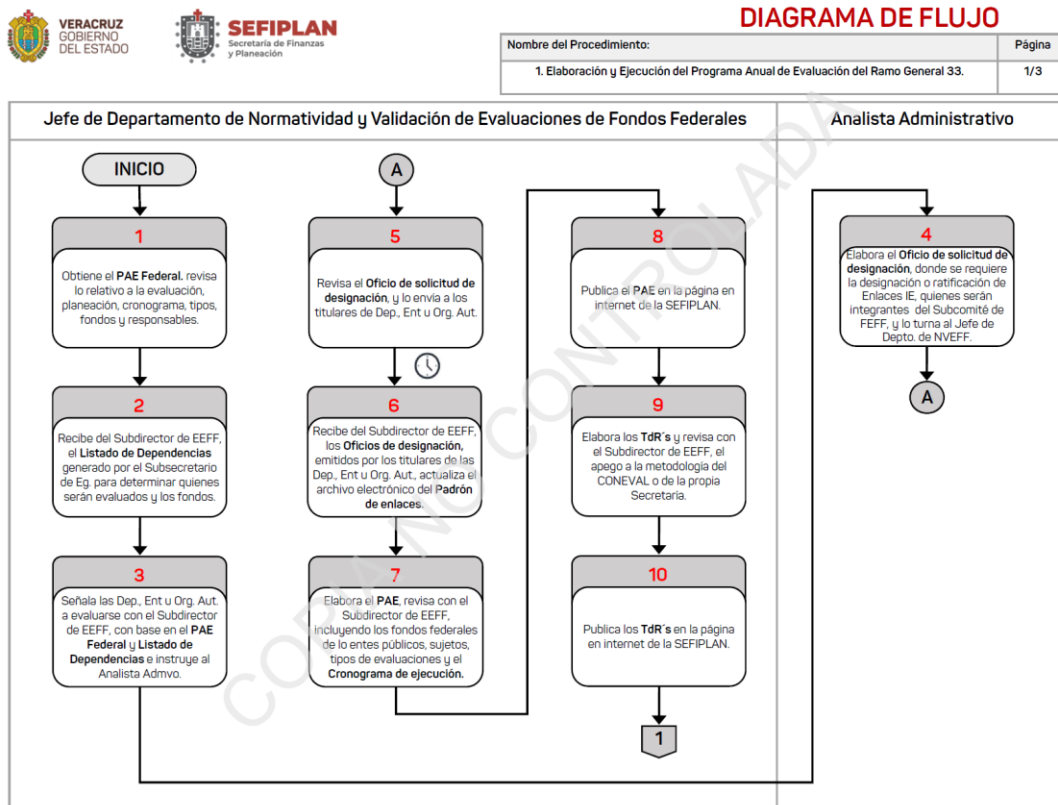 VERACRUZ
GOBIERNO
DEL ESTADO
SEFIPLAN
Secretaría de Finanzas
y Planeación
DIAGRAMA DE FLUJO
Nombre del Procedimiento:
Página
1. Elaboración y Ejecución del Programa Anual de Evaluación del Ramo General 33.
1/3
Jefe de Departamento de Normatividad y Validación de Evaluaciones de Fondos Federales
Analista Administrativo
INICIO
1
Obtiene el PAE Federal. revisa
lo relativo a la evaluación,
planeación, cronograma, tipos,
fondos y responsables.
2
Recibe del Subdirector de EEFF,
el Listado de Dependencias
generado por el Subsecretario
de Eg. para determinar quienes
serán evaluados y los fondos.
3
Señala las Dep., Ent u Org. Aut.
a evaluarse con el Subdirector
de EEFF, con base en el PAE
Federal y Listado de
Dependencias e instruye al
Analista Admvo.
A
5
Revisa el Oficio de solicitud de
designación, y lo envía a los
titulares de Dep., Ent u Org. Aut.
6
Recibe del Subdirector de EEFF,
los Oficios de designación,
emitidos por los titulares de las
Dep., Ent u Org. Aut., actualiza el
archivo electrónico del Padrón
de enlaces.
7
Elabora el PAE, revisa con el
Subdirector de EEFF,
incluyendo los fondos federales
de lo entes públicos, sujetos,
tipos de evaluaciones y el
Cronograma de ejecución.
8
Publica el PAE en la página en
internet de la SEFIPLAN.
9
Elabora los TdR´s y revisa con
el Subdirector de EEFF, el
apego a la metodología del
CONEVAL o de la propia
Secretaria.
10
Publica los TdR´s en la página
en internet de la SEFIPLAN.
1
4
Elabora el Oficio de solicitud de
designación, donde se requiere
la designación o ratificación de
Enlaces IE, quienes serán
integrantes del Subcomité de
FEFF, y lo turna al Jefe de
Depto. de NVEFF.
A
COPIA NO CONTROLADA